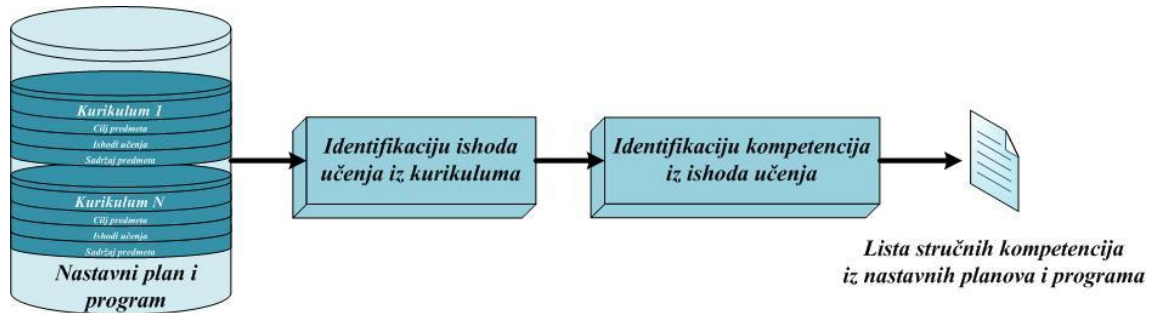 Kurikulum 1
Cilj predmeta
Ishodi učenja
Sadržaj predmeta
Kurikulum N
Cilj predmeta
Ishodi učenja
Sadržaj predmeta
Nastavni plan i
program
Identifikaciju ishoda
učenja iz kurikuluma
Identifikaciju kompetencija
iz ishoda učenja
Lista stručnih kompetencija
iz nastavnih planova i programa